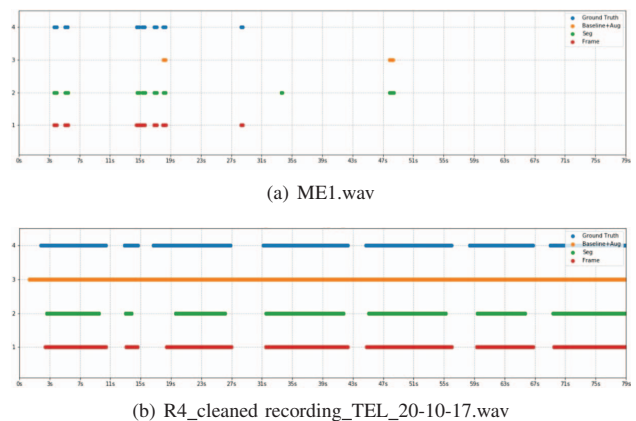 4
3
2
1
Ground Truth
Baseline+Aug
Seg
Frame
0s 3s 7s 11s 15s 19s 23s 27s 31s 35s 39s 43s 47s 51s 55s 59s 63s 67s 71s 75s 79s
(a) ME1.wav
4
3
2
1
Ground Truth
Baseline+Aug
Seg
Frame
0s 3s 7s 11s 15s 19s 23s 27s 31s 35s 39s 43s 47s 51s 55s 59s 63s 67s 71s 75s 79s
(b) R4_cleaned recording_TEL_20-10-17.wav